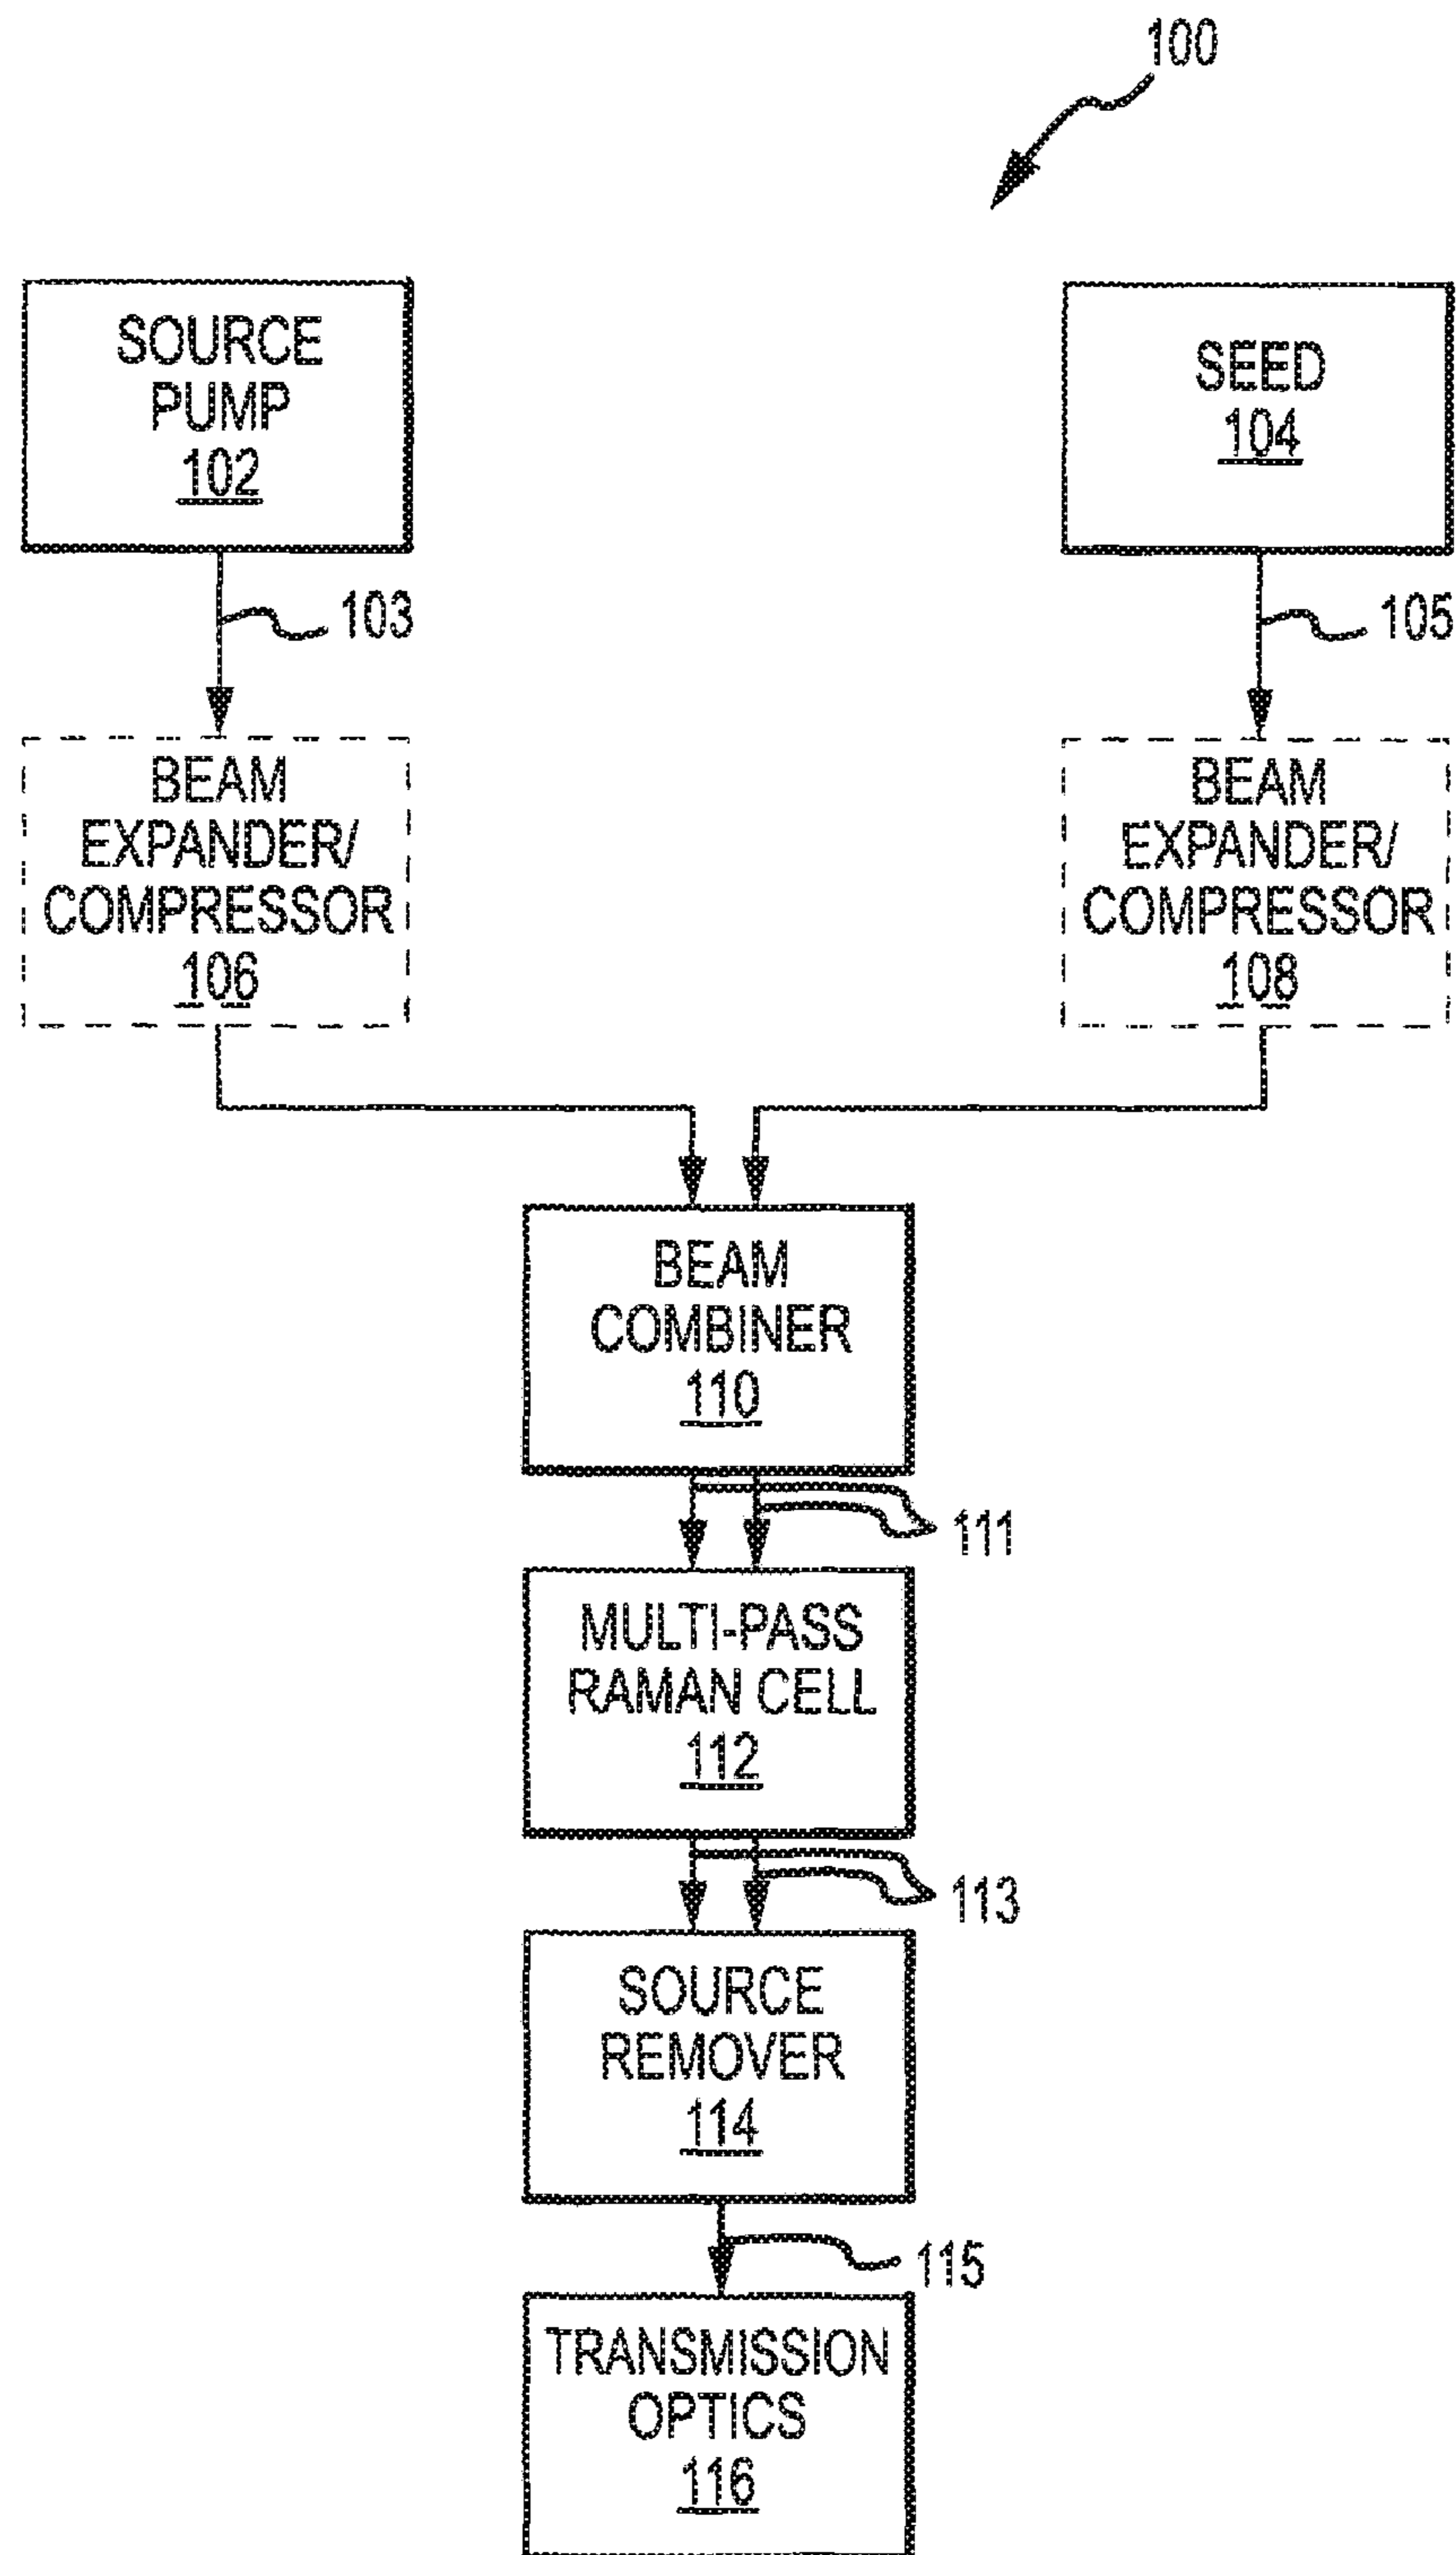 100
SOURCE
PUMP
102
SEED
104
103
105
BEAM
EXPANDER/
COMPRESSOR
106
BEAM
EXPANDER/
COMPRESSOR
108
BEAM
COMBINER
110
111
MULTI-PASS
RAMAN CELL
112
113
SOURCE
REMOVER
114
115
TRANSMISSION
OPTICS
116